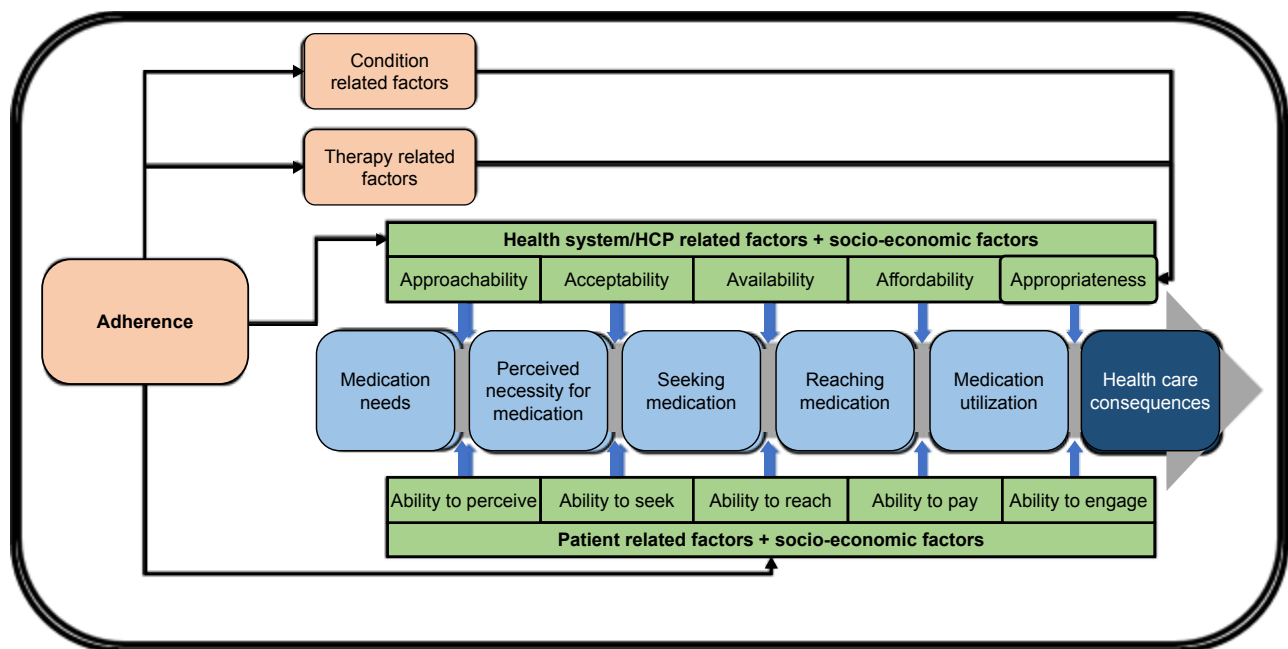 Condition
related factors
Therapy related
factors
Health system/HCP related factors + socio-economic factors
Approachability
Acceptability
Availability
Affordability
Appropriateness
Adherence
Medication
needs
Perceived
necessity for
medication
Seeking
medication
Reaching
medication
Medication
utilization
Health care
consequences
Ability to perceive
Ability to seek
Ability to reach
Ability to pay
Ability to engage
Patient related factors + socio-economic factors